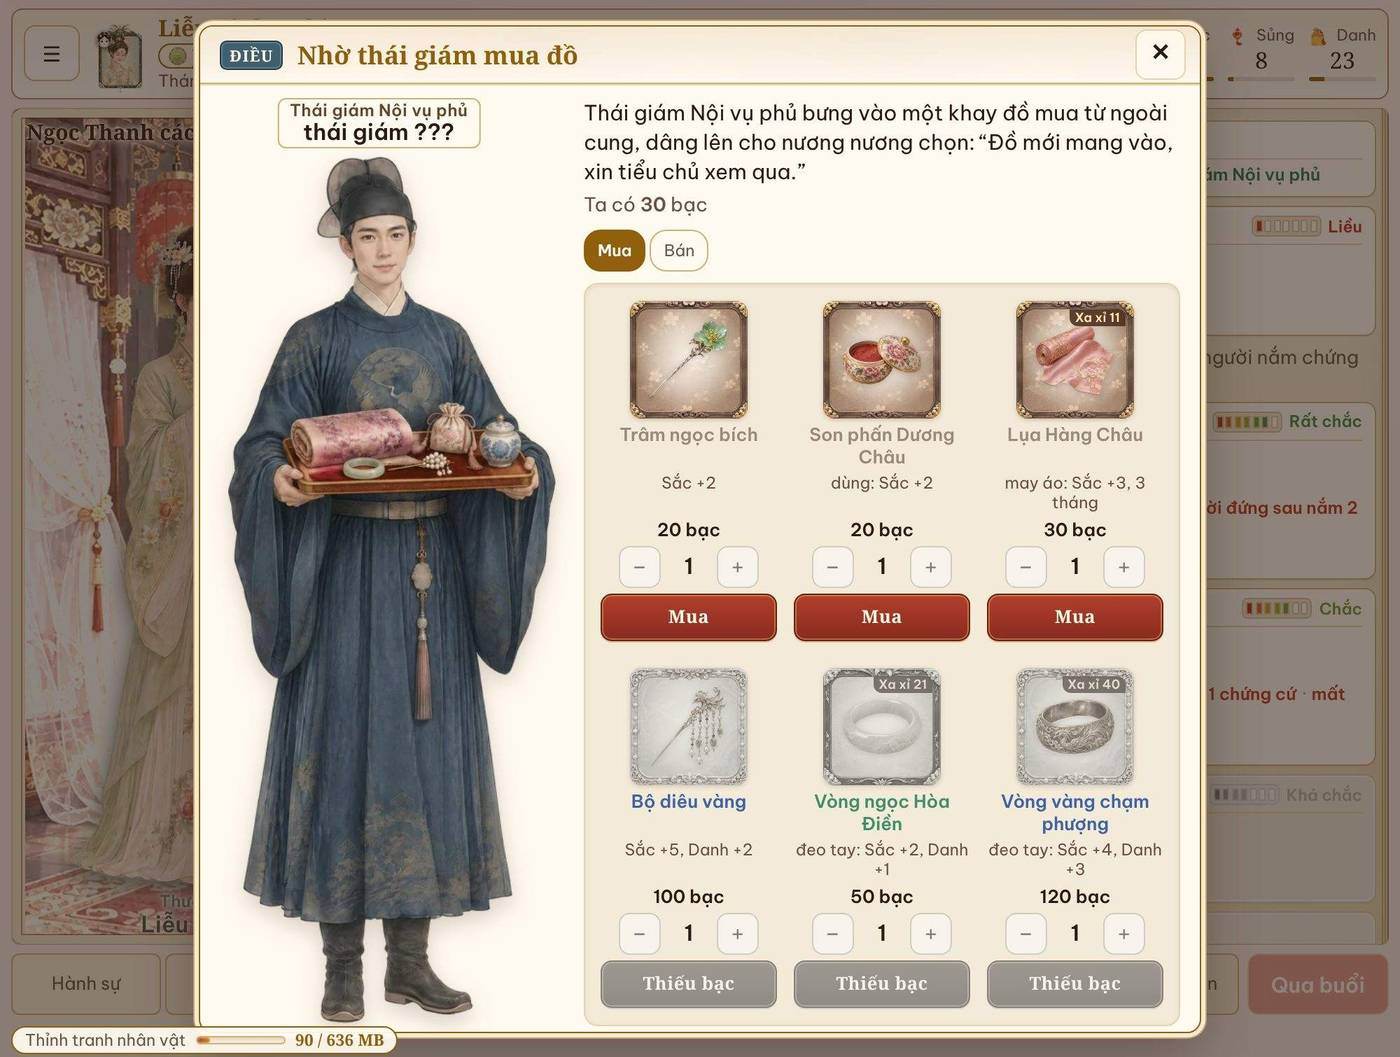 ☰
Liễu
Thán
Sủng
8
Danh
23
ĐIỀU
Nhờ thái giám mua đồ
✕
Ngọc Thanh các
Thái giám Nội vụ phủ
thái giám ???
Thái giám Nội vụ phủ bưng vào một khay đồ mua từ ngoài
cung, dâng lên cho nương nương chọn: “Đồ mới mang vào,
xin tiểu chủ xem qua.”
Ta có 30 bạc
Mua
Bán
Xa xỉ 11
Trâm ngọc bích
Son phấn Dương
Châu
Lụa Hàng Châu
Sắc +2
dùng: Sắc +2
may áo: Sắc +3, 3
tháng
20 bạc
20 bạc
30 bạc
− 1 +
− 1 +
− 1 +
Mua
Mua
Mua
Xa xỉ 21
Xa xỉ 40
Bộ diêu vàng
Vòng ngọc Hòa
Điền
Vòng vàng chạm
phượng
Sắc +5, Danh +2
đeo tay: Sắc +2, Danh
+1
đeo tay: Sắc +4, Danh
+3
100 bạc
50 bạc
120 bạc
− 1 +
− 1 +
− 1 +
Thiếu bạc
Thiếu bạc
Thiếu bạc
ám Nội vụ phủ
Liều
người nắm chứng
Rất chắc
ời đứng sau nắm 2
Chắc
1 chứng cứ · mất
Khá chắc
Thư
Liễu
Hành sự
n
Qua buổi
Thỉnh tranh nhân vật
90 / 636 MB